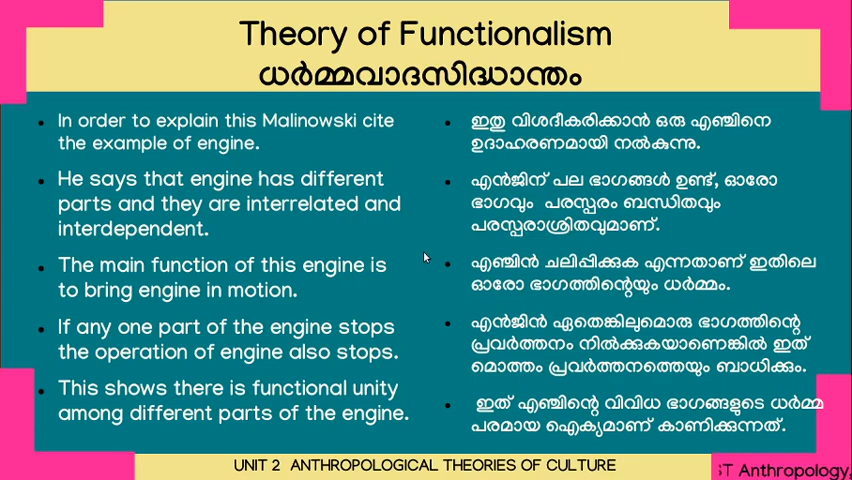 Theory of Functionalism
ധർമ്മവാദസിദ്ധാന്തം
In order to explain this Malinowski cite
the example of engine.
He says that engine has different
parts and they are interrelated and
interdependent.
The main function of this engine is
to bring engine in motion.
If any one part of the engine stops
the operation of engine also stops.
This shows there is functional unity
among different parts of the engine.
ഇതു വിശദീകരിക്കാൻ ഒരു എഞ്ചിനെ
ഉദാഹരണമായി നൽകുന്നു.
എൻജിന് പല ഭാഗങ്ങൾ ഉണ്ട്, ഓരോ
ഭാഗവും പരസ്പരം ബന്ധിതവും
പരസ്പരാശ്രിതവുമാണ്.
എഞ്ചിൻ ചലിപ്പിക്കുക എന്നതാണ് ഇതിലെ
ഓരോ ഭാഗത്തിന്റെയും ധർമ്മം.
എൻജിൻ ഏതെങ്കിലുമൊരു ഭാഗത്തിന്റെ
പ്രവർത്തനം നിൽക്കുകയാണെങ്കിൽ ഇത്
മൊത്തം പ്രവർത്തനത്തെയും ബാധിക്കും.
ഇത് എഞ്ചിന്റെ വിവിധ ഭാഗങ്ങളുടെ ധർമ്മ
പരമായ ഐക്യമാണ് കാണിക്കുന്നത്.
UNIT 2 ANTHROPOLOGICAL THEORIES OF CULTURE
ST Anthropology,